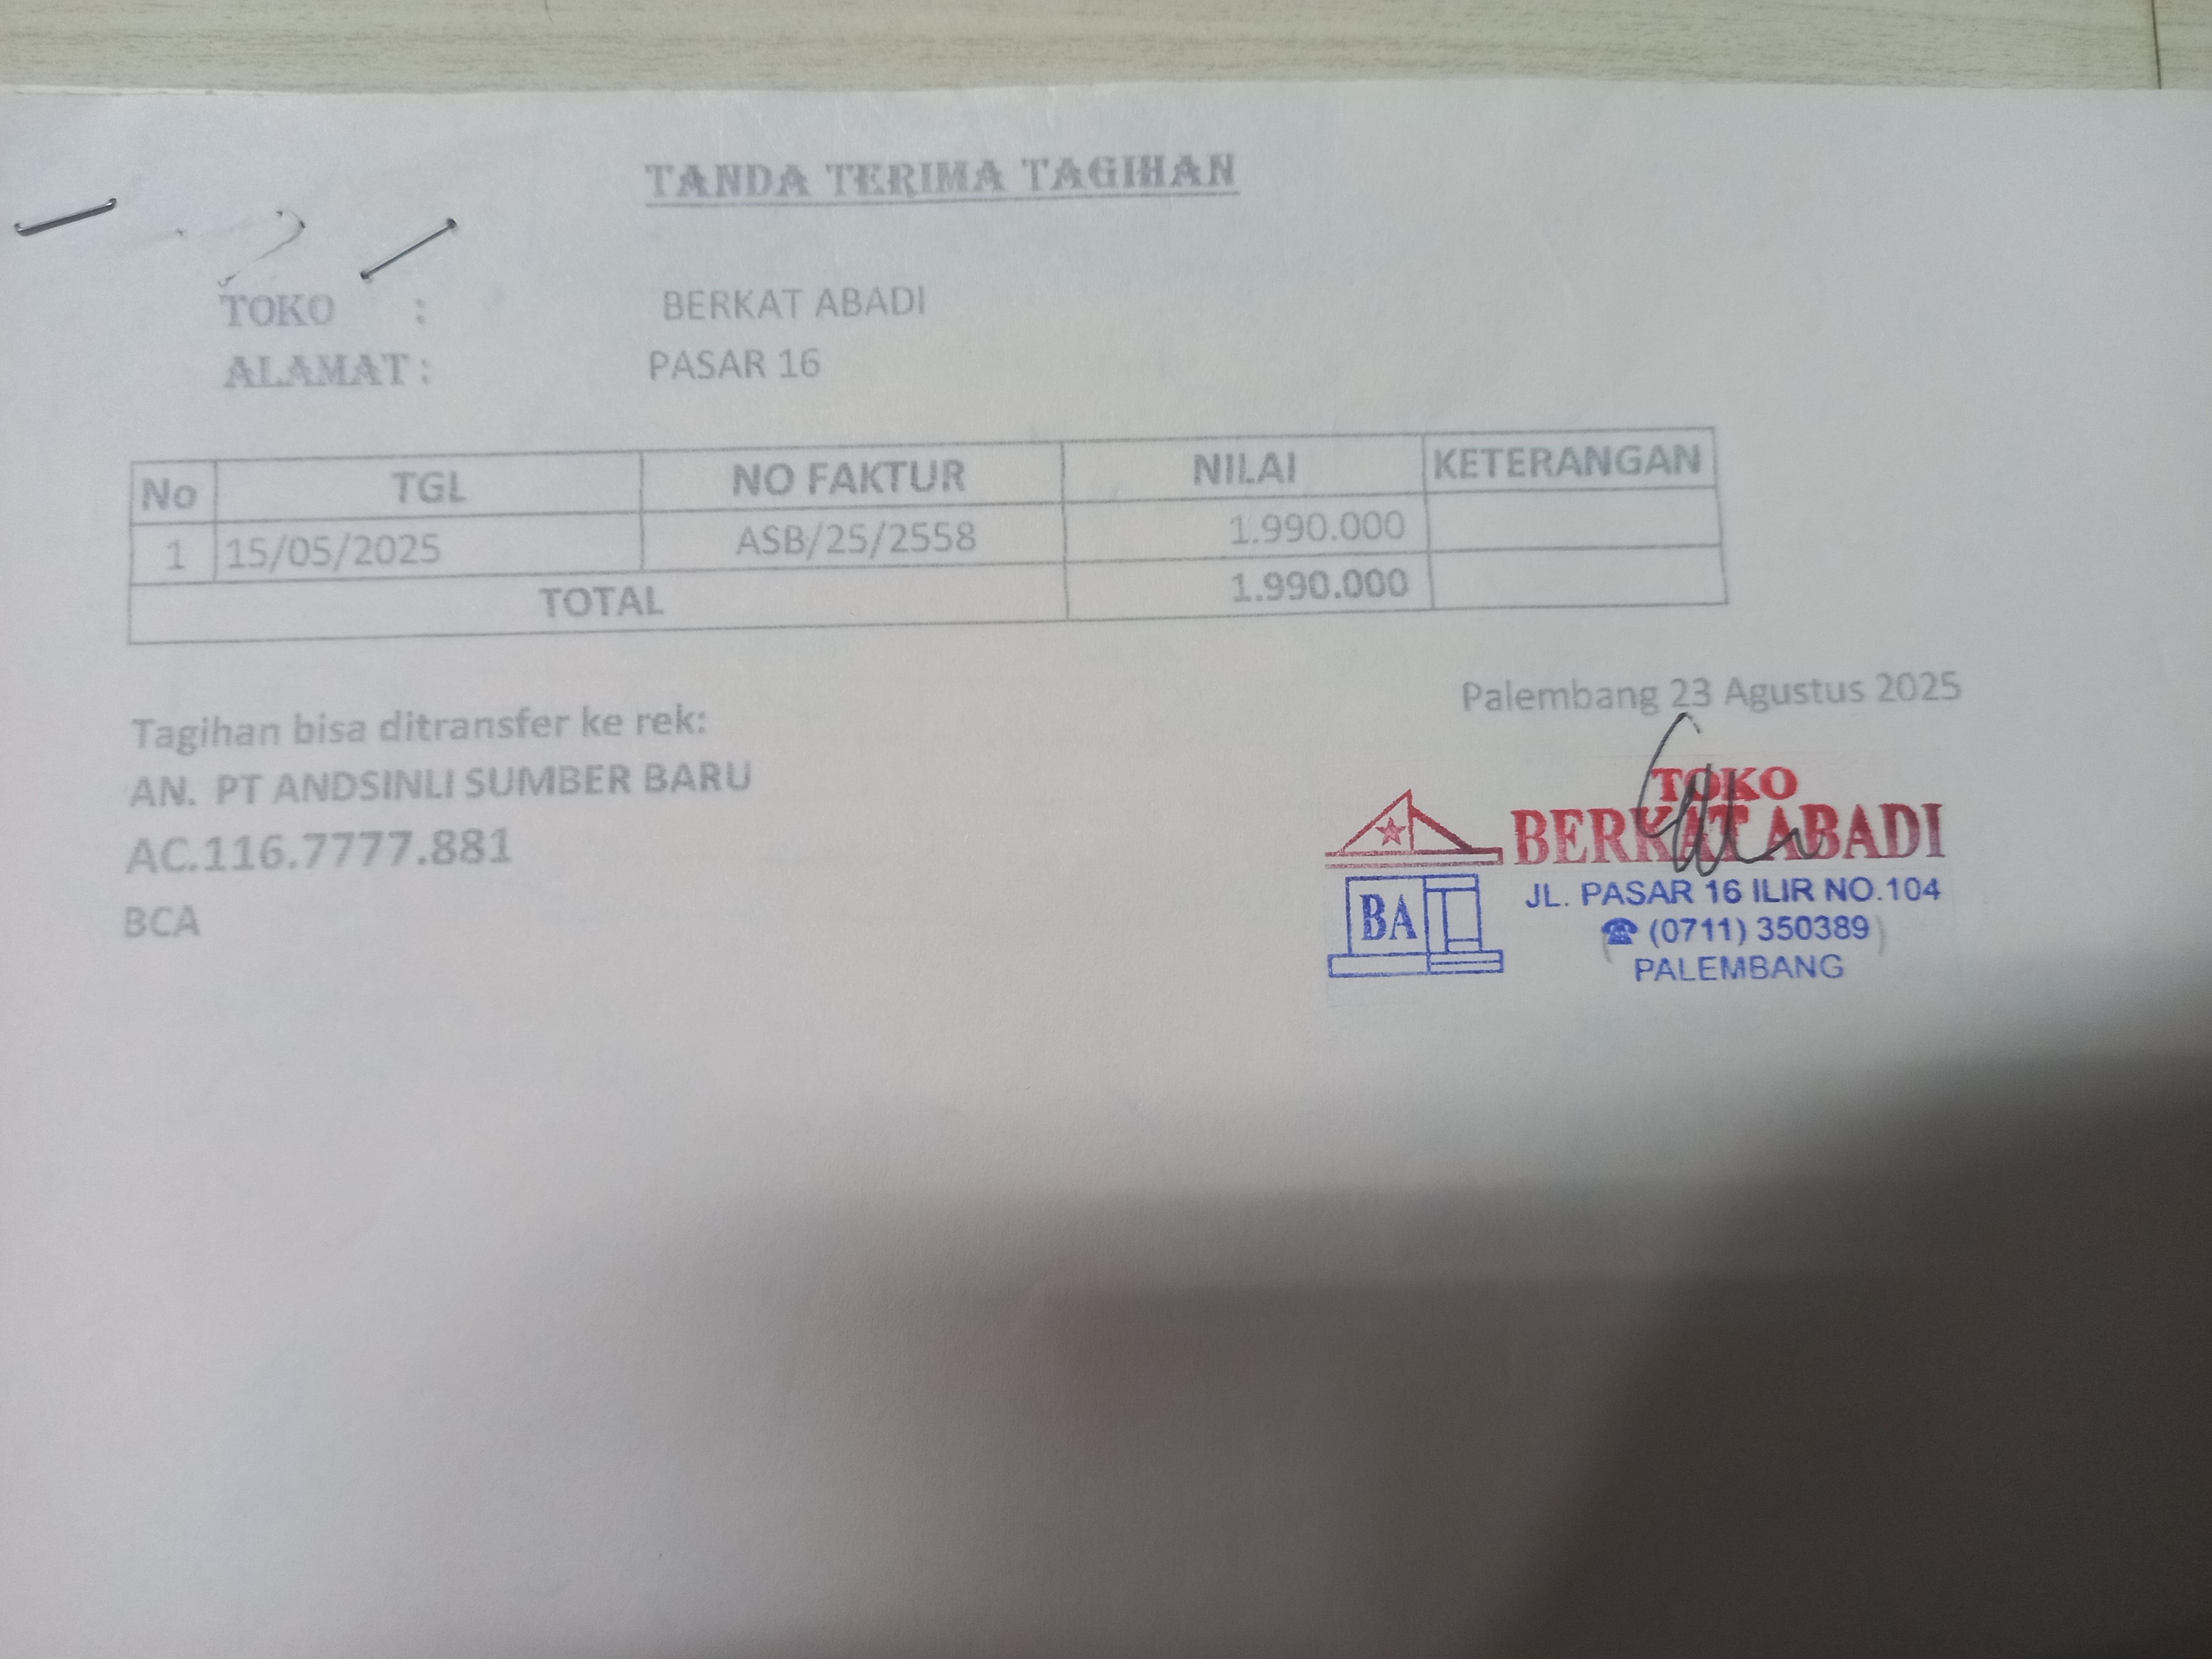 TANDA TERIMA TAGIHAN
TOKO : BERKAT ABADI
ALAMAT : PASAR 16
No TGL NO FAKTUR NILAI KETERANGAN
1 15/05/2025 ASB/25/2558 1.990.000
TOTAL 1.990.000
Palembang 23 Agustus 2025
Tagihan bisa ditransfer ke rek:
AN. PT ANDSINLI SUMBER BARU
AC.116.7777.881
BCA
TOKO
BERKAT ABADI
BA
JL. PASAR 16 ILIR NO.104
☎ (0711) 350389
PALEMBANG